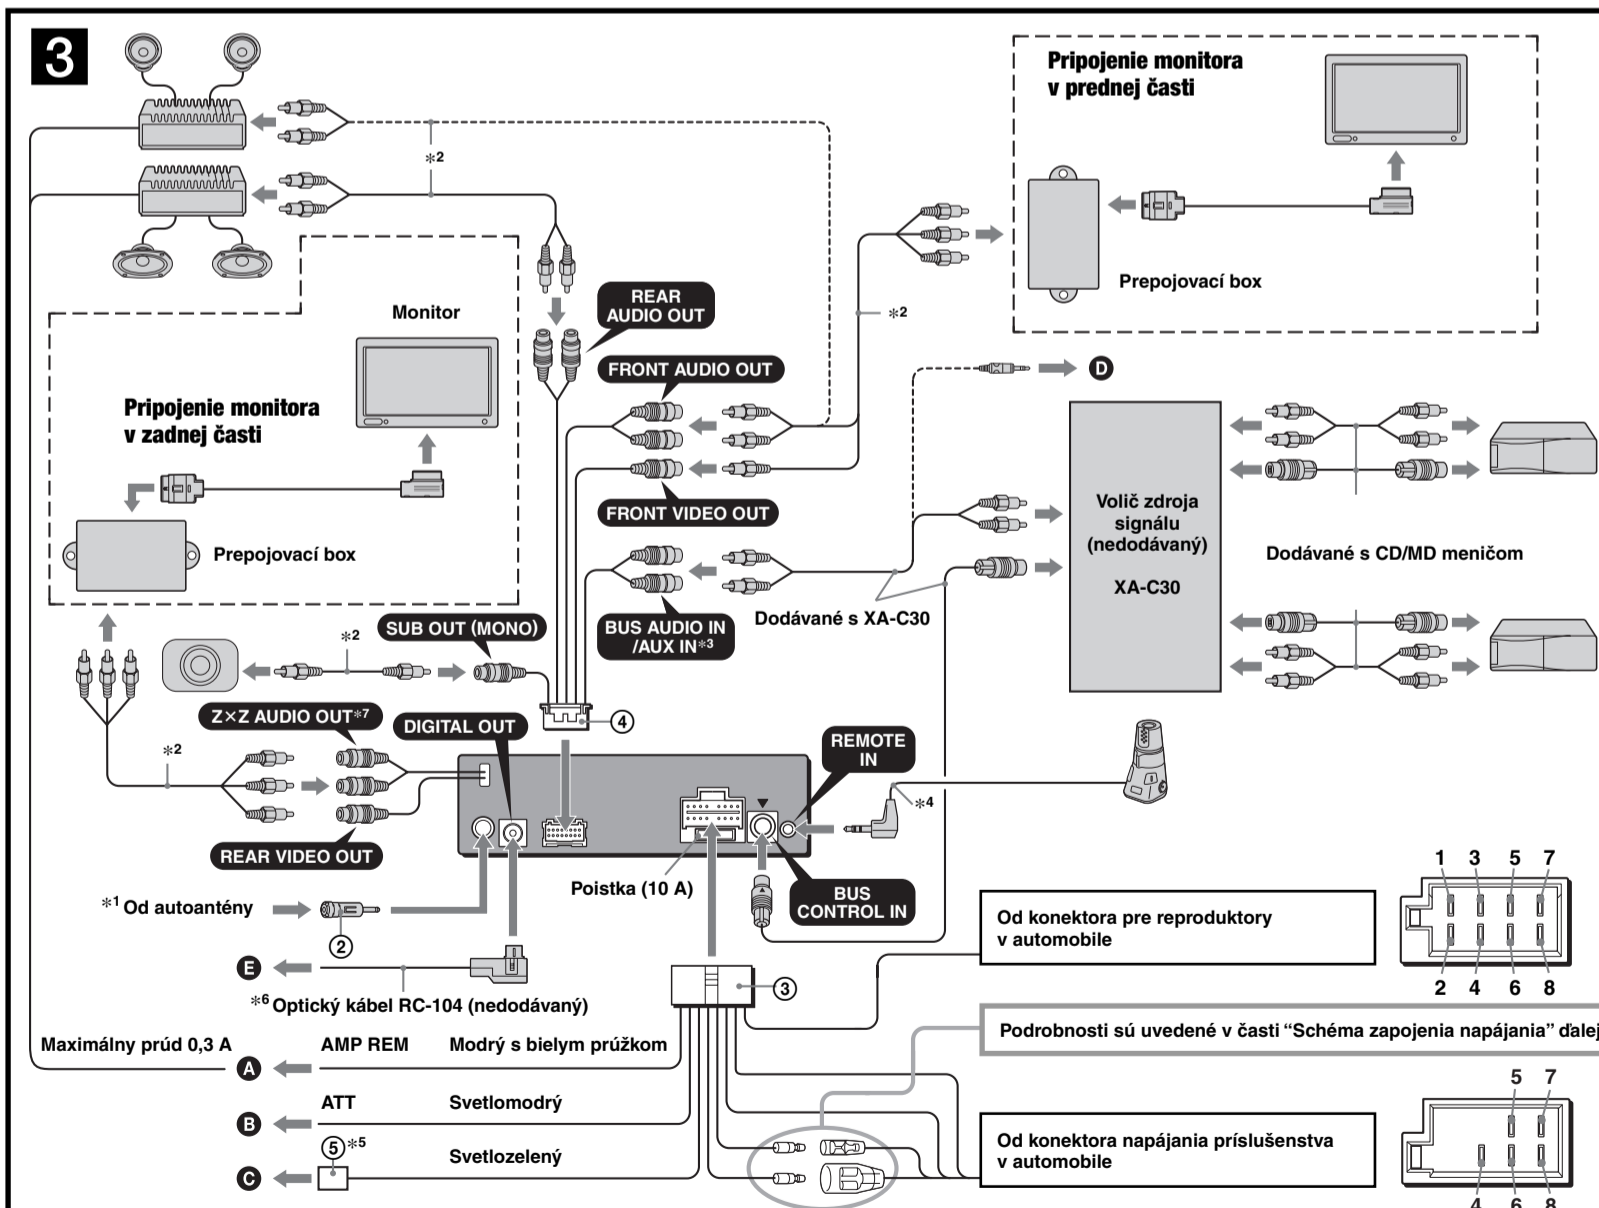 3
Pripojenie monitora
v prednej časti
*2
Prepojovací box
Monitor
REAR
AUDIO OUT
*2
FRONT AUDIO OUT
D
Pripojenie monitora
v zadnej časti
Volič zdroja
signálu
(nedodávaný)
XA-C30
FRONT VIDEO OUT
Prepojovací box
Dodávané s CD/MD meničom
Dodávané s XA-C30
SUB OUT (MONO)
*2
BUS AUDIO IN
/AUX IN*3
Z×Z AUDIO OUT*7
DIGITAL OUT
4
*2
REMOTE
IN
*4
REAR VIDEO OUT
Poistka (10 A)
BUS
CONTROL IN
*1 Od autoantény
2
Od konektora pre reproduktory
v automobile
1 3 5 7
2 4 6 8
E
3
*6 Optický kábel RC-104 (nedodávaný)
Podrobnosti sú uvedené v časti “Schéma zapojenia napájania” ďalej
Maximálny prúd 0,3 A
A
AMP REM
Modrý s bielym prúžkom
B
ATT
Svetlomodrý
C
5 *5
Svetlozelený
Od konektora napájania príslušenstva
v automobile
5 7
4 6 8